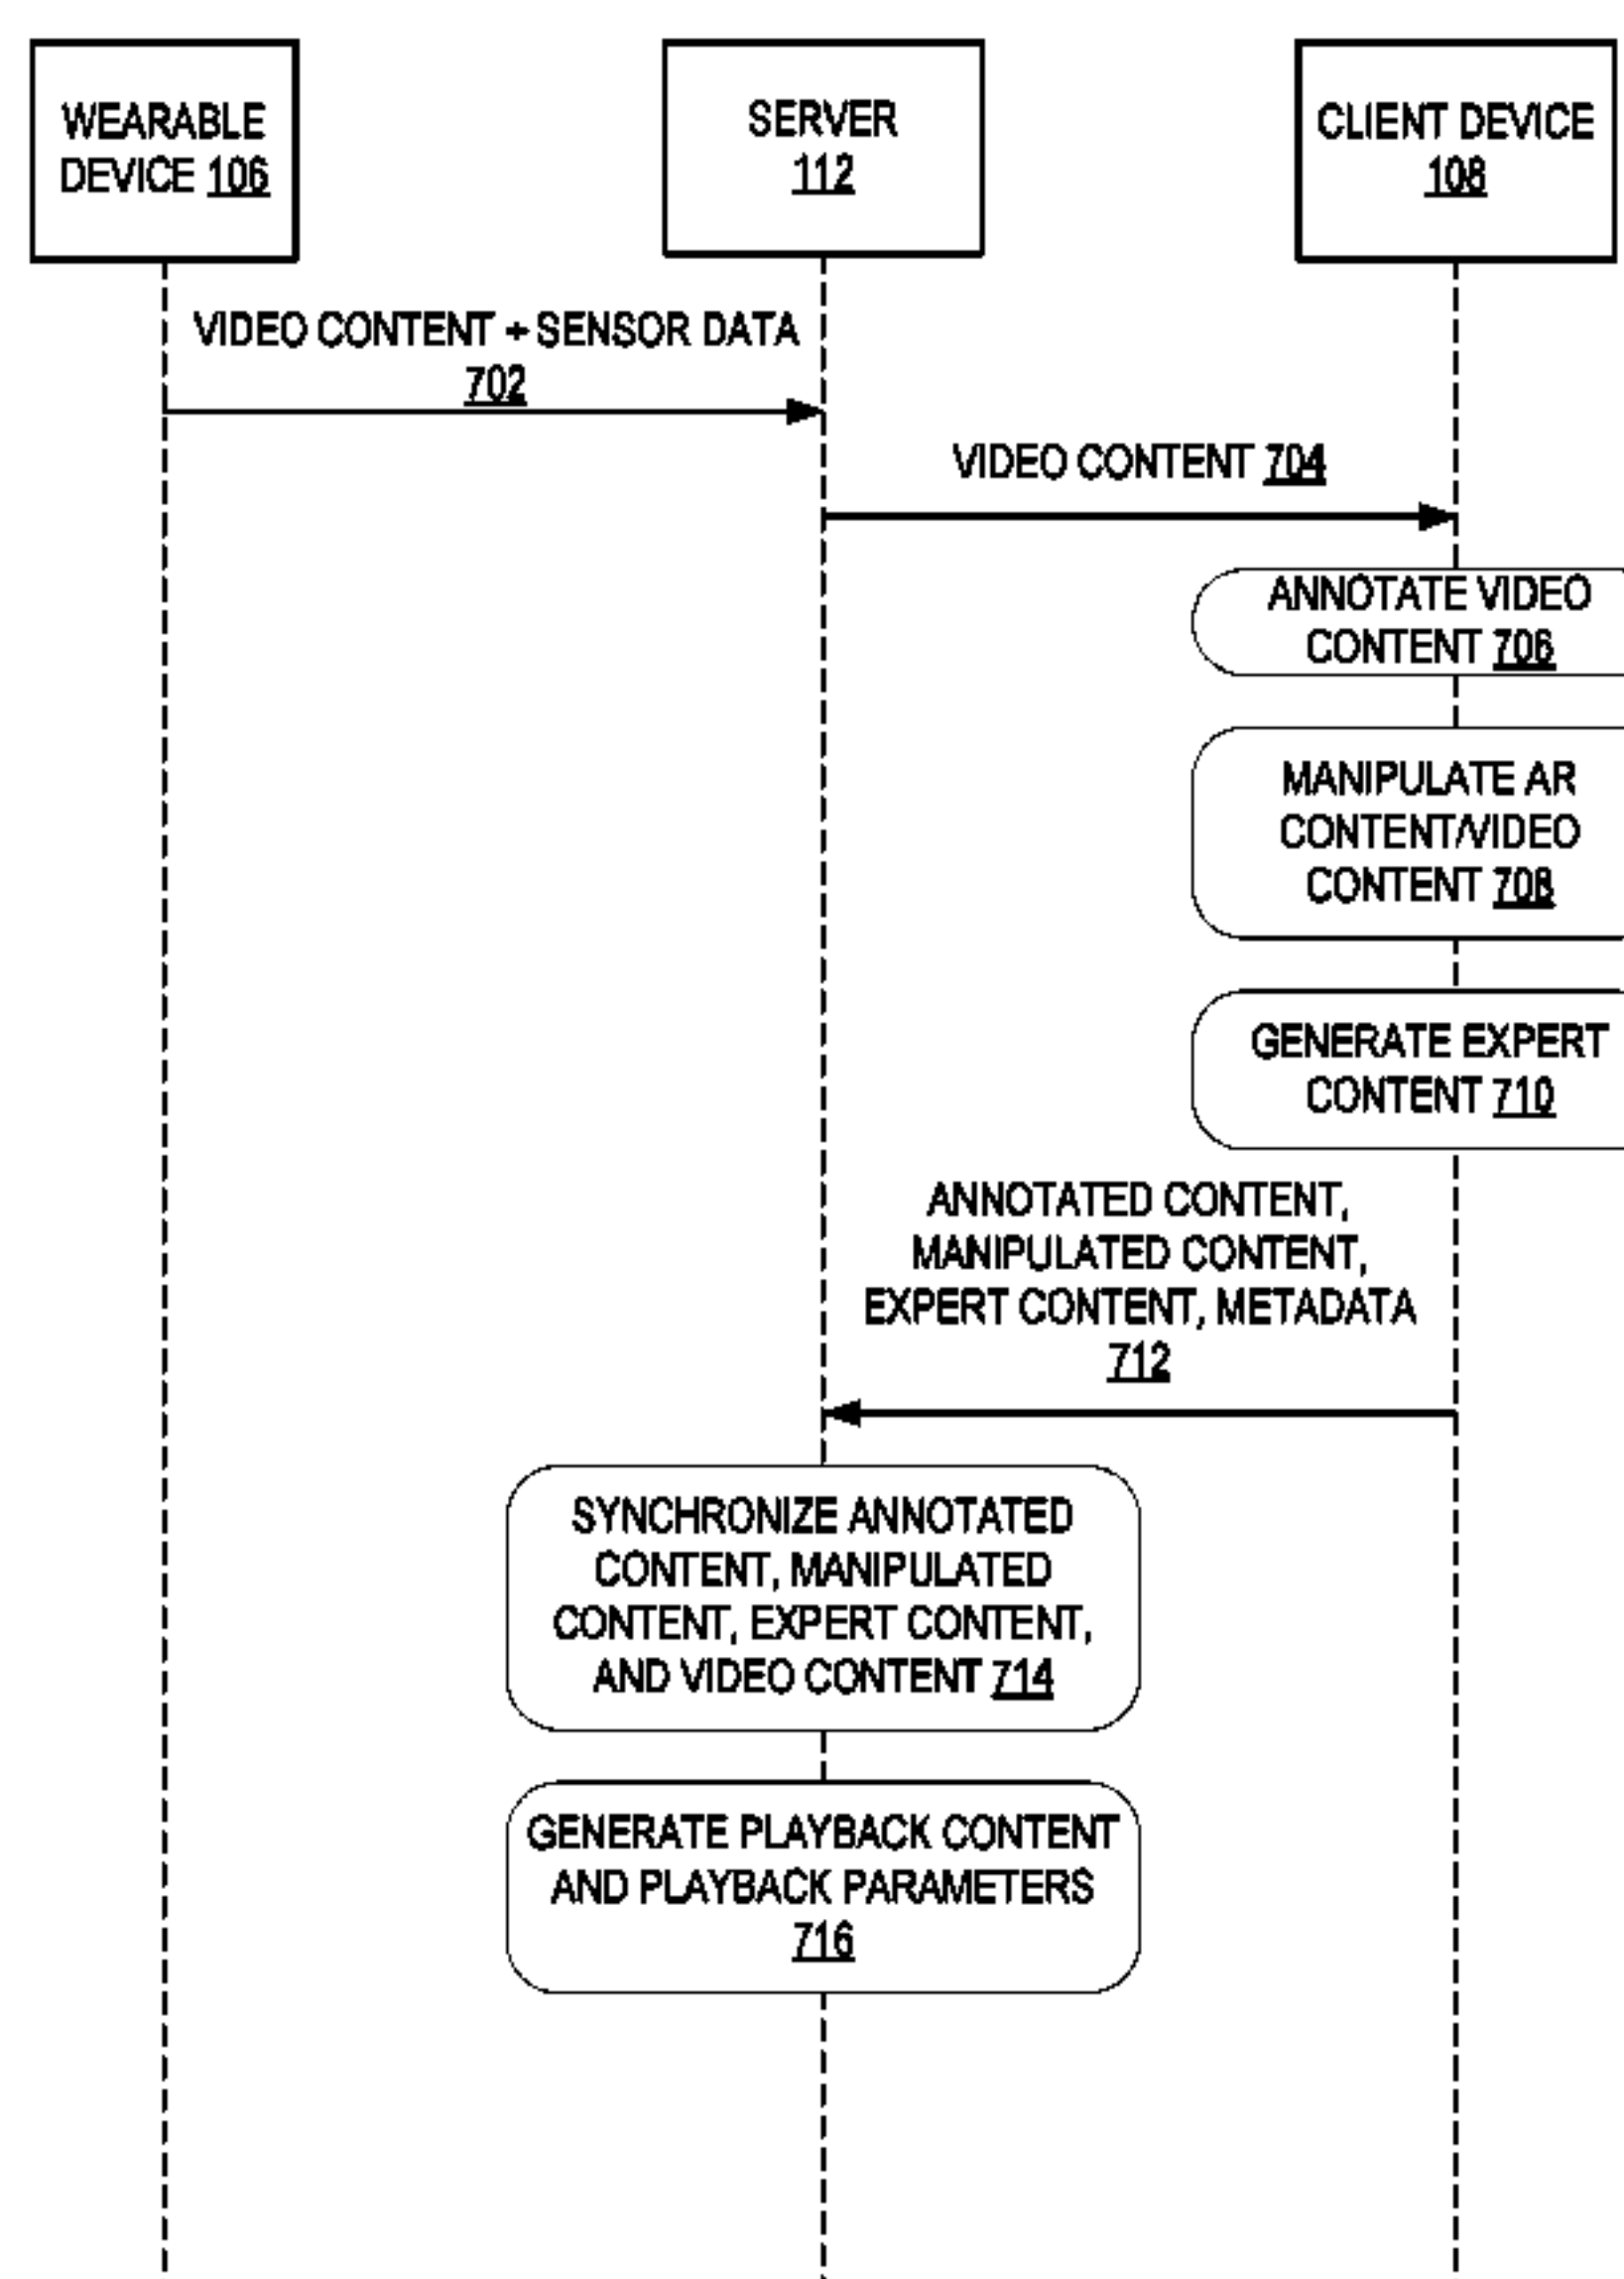 WEARABLE
DEVICE 106
SERVER
112
CLIENT DEVICE
108
VIDEO CONTENT + SENSOR DATA
702
VIDEO CONTENT 704
ANNOTATE VIDEO
CONTENT 706
MANIPULATE AR
CONTENT/VIDEO
CONTENT 708
GENERATE EXPERT
CONTENT 710
ANNOTATED CONTENT,
MANIPULATED CONTENT,
EXPERT CONTENT, METADATA
712
SYNCHRONIZE ANNOTATED
CONTENT, MANIPULATED
CONTENT, EXPERT CONTENT,
AND VIDEO CONTENT 714
GENERATE PLAYBACK CONTENT
AND PLAYBACK PARAMETERS
716